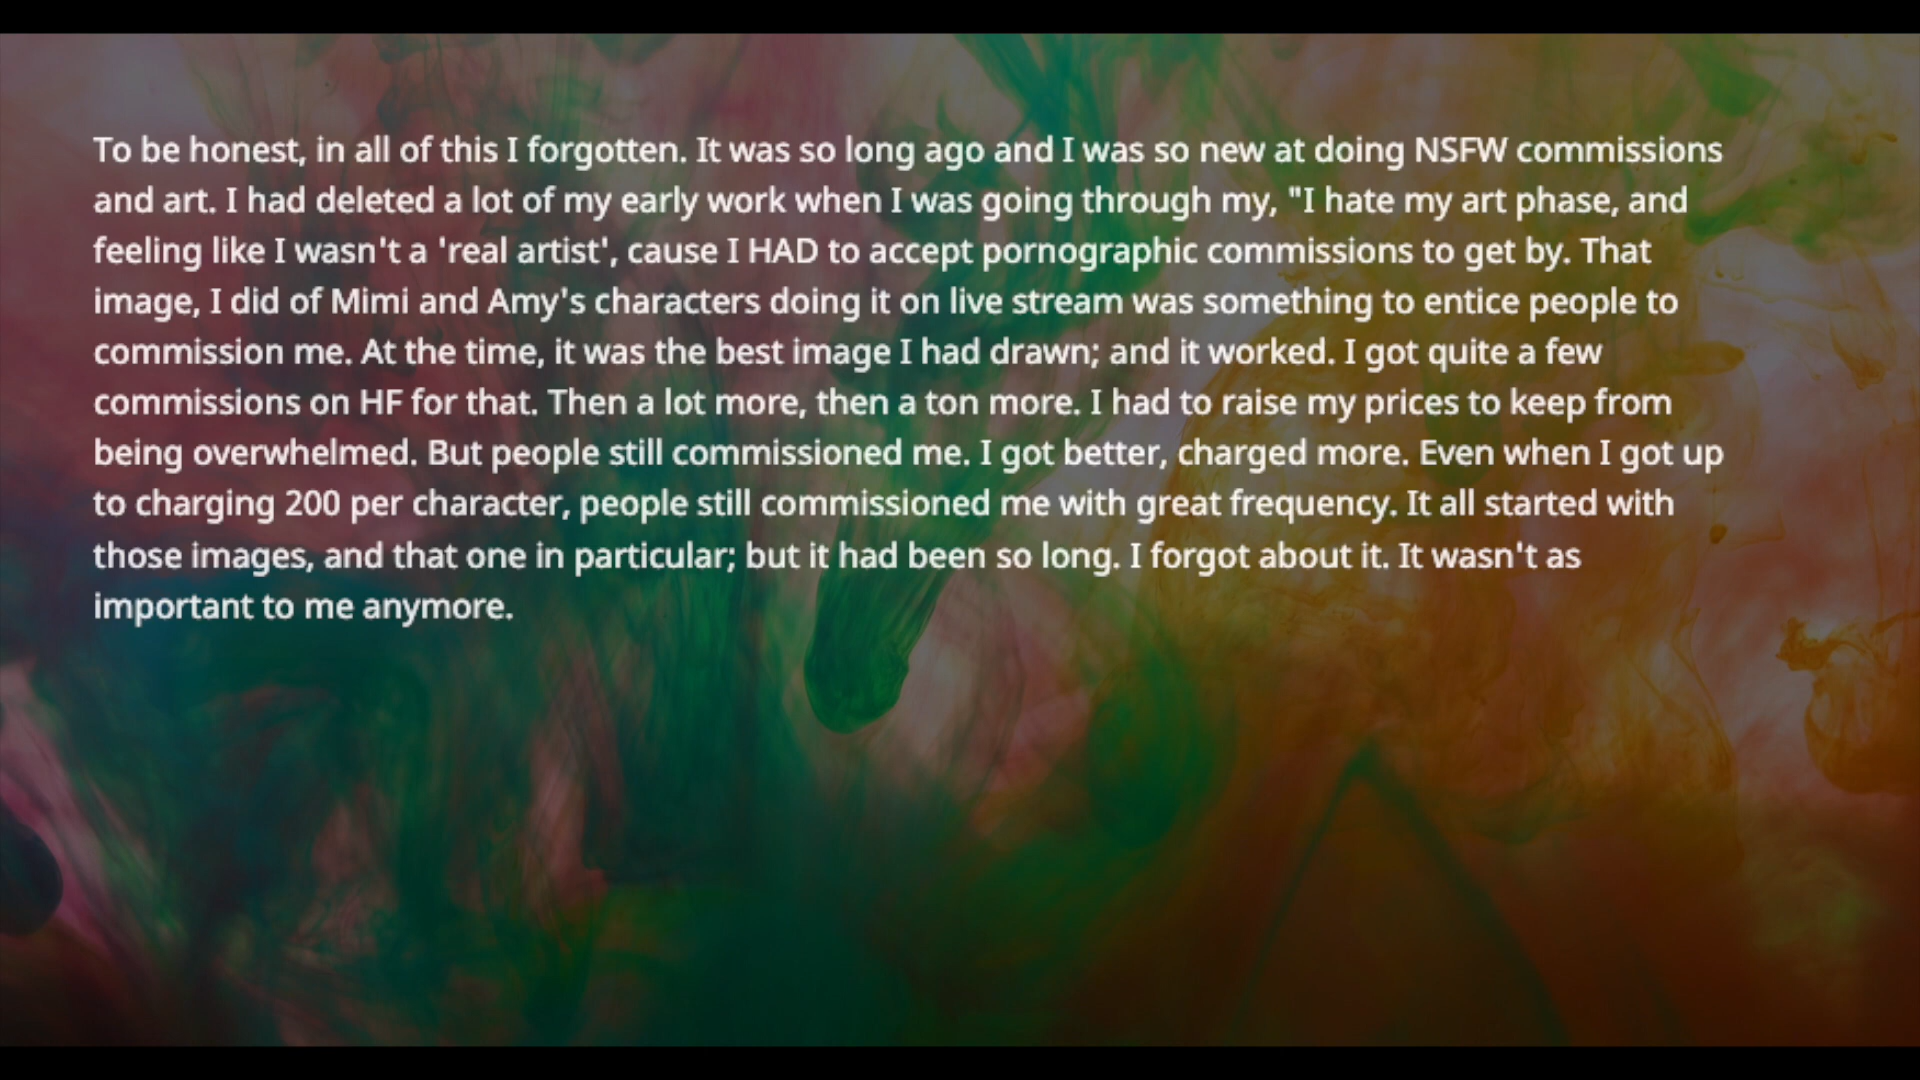 To be honest, in all of this I forgotten. It was so long ago and I was so new at doing NSFW commissions
and art. I had deleted a lot of my early work when I was going through my, "I hate my art phase, and
feeling like I wasn't a 'real artist', cause I HAD to accept pornographic commissions to get by. That
image, I did of Mimi and Amy's characters doing it on live stream was something to entice people to
commission me. At the time, it was the best image I had drawn; and it worked. I got quite a few
commissions on HF for that. Then a lot more, then a ton more. I had to raise my prices to keep from
being overwhelmed. But people still commissioned me. I got better, charged more. Even when I got up
to charging 200 per character, people still commissioned me with great frequency. It all started with
those images, and that one in particular; but it had been so long. I forgot about it. It wasn't as
important to me anymore.